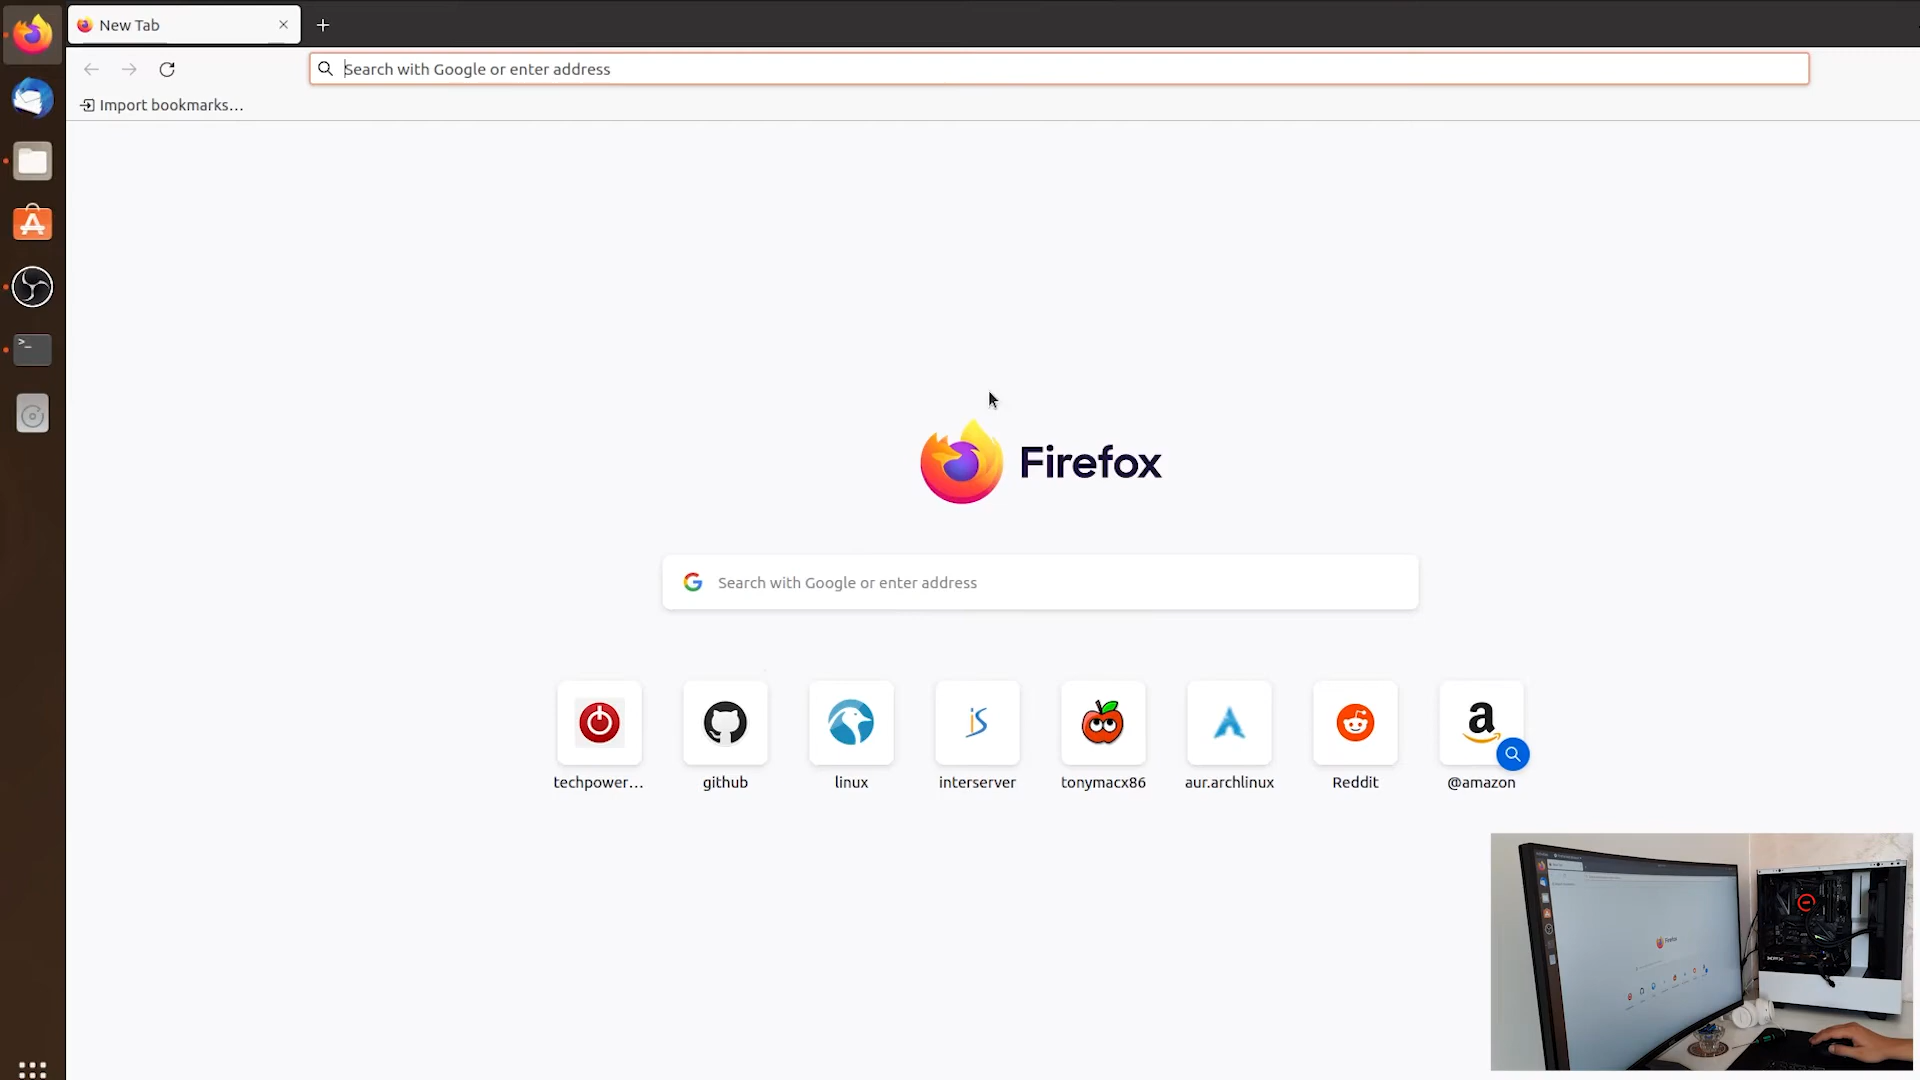 New Tab
Search with Google or enter address
Import bookmarks...
Firefox
Search with Google or enter address
techpower...
github
linux
interserver
tonymacx86
aur.archlinux
Reddit
@amazon